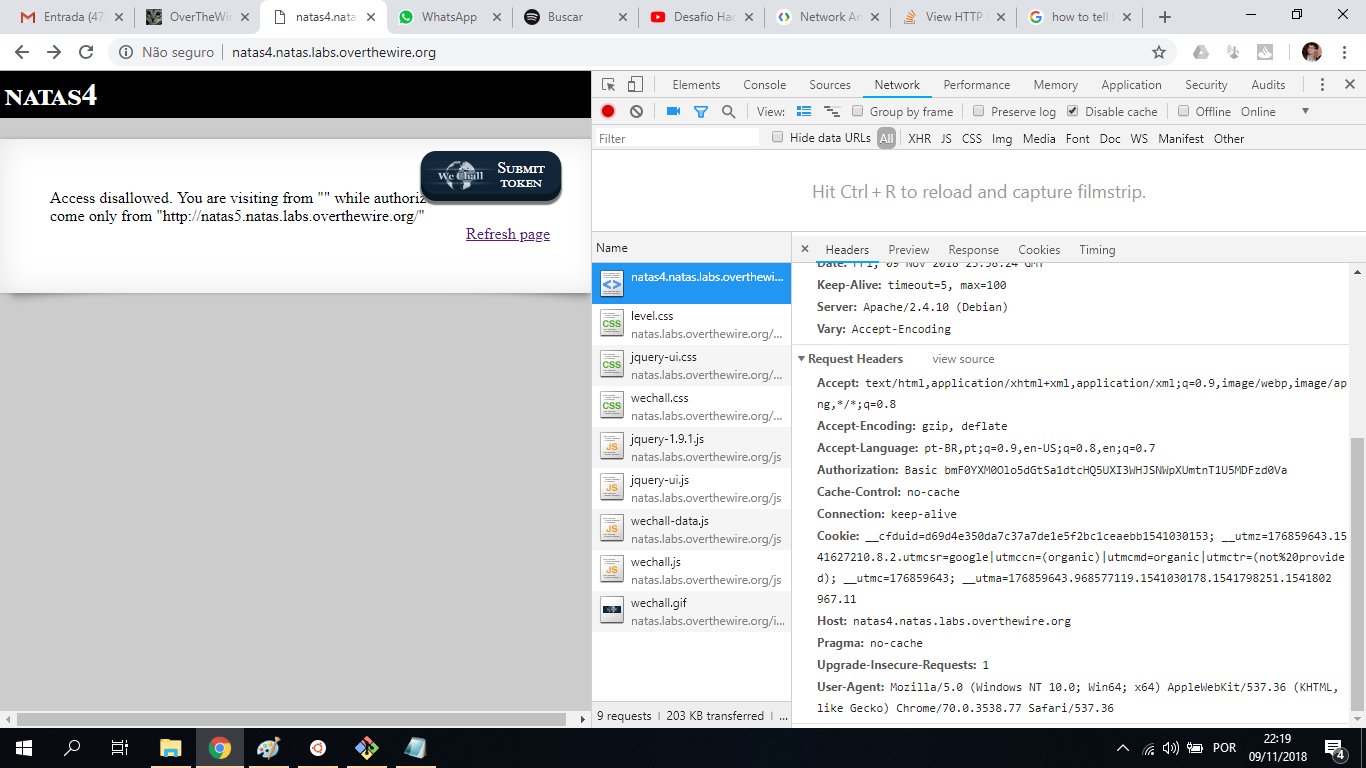 Entrada (47
OverTheWi
natas4.nata
WhatsApp
Buscar
Desafio Hac
Network An
View HTTP
how to tell
Não seguro
natas4.natas.labs.overthewire.org
NATAS4
WeChall
Submit
token
Access disallowed. You are visiting from "" while authoriz
come only from "http://natas5.natas.labs.overthewire.org/"
Refresh page
Elements Console Sources Network Performance Memory Application Security Audits
View: Group by frame Preserve log Disable cache Offline Online
Filter Hide data URLs All XHR JS CSS Img Media Font Doc WS Manifest Other
Hit Ctrl + R to reload and capture filmstrip.
Name
natas4.natas.labs.overthewi...
level.css
natas.labs.overthewire.org/...
jquery-ui.css
natas.labs.overthewire.org/...
wechall.css
natas.labs.overthewire.org/...
jquery-1.9.1.js
natas.labs.overthewire.org/js
jquery-ui.js
natas.labs.overthewire.org/js
wechall-data.js
natas.labs.overthewire.org/js
wechall.js
natas.labs.overthewire.org/js
wechall.gif
natas.labs.overthewire.org/i...
9 requests | 203 KB transferred | ...
Headers Preview Response Cookies Timing
Date: Fri, 09 Nov 2018 23:58:24 GMT
Keep-Alive: timeout=5, max=100
Server: Apache/2.4.10 (Debian)
Vary: Accept-Encoding
Request Headers view source
Accept: text/html,application/xhtml+xml,application/xml;q=0.9,image/webp,image/ap
ng,*/*;q=0.8
Accept-Encoding: gzip, deflate
Accept-Language: pt-BR,pt;q=0.9,en-US;q=0.8,en;q=0.7
Authorization: Basic bmF0YXM0Olo5dGtSa1dtcHQ5UXI3WHJSNWpXUmtnT1U5MDFzd0Va
Cache-Control: no-cache
Connection: keep-alive
Cookie: __cfduid=d69d4e350da7c37a7de1e5f2bc1ceaebb1541030153; __utmz=176859643.15
41627210.8.2.utmcsr=google|utmccn=(organic)|utmcmd=organic|utmctr=(not%20provide
d); __utmc=176859643; __utma=176859643.968577119.1541030178.1541798251.1541802
967.11
Host: natas4.natas.labs.overthewire.org
Pragma: no-cache
Upgrade-Insecure-Requests: 1
User-Agent: Mozilla/5.0 (Windows NT 10.0; Win64; x64) AppleWebKit/537.36 (KHTML,
like Gecko) Chrome/70.0.3538.77 Safari/537.36
POR
22:19
09/11/2018
4